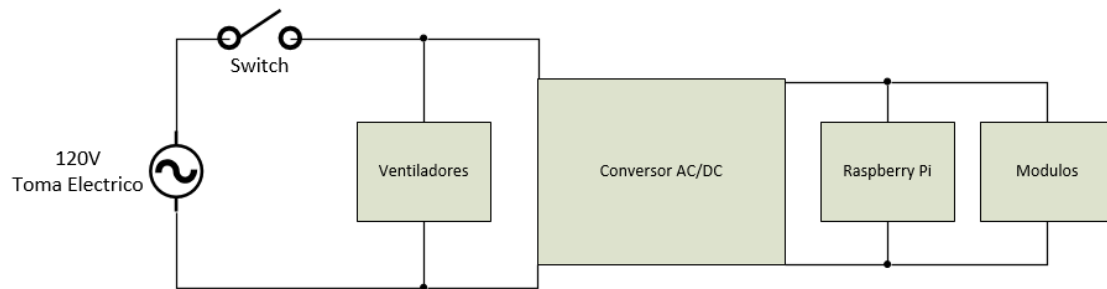 Switch
120V
Toma Electrico
Ventiladores
Conversor AC/DC
Raspberry Pi
Modulos